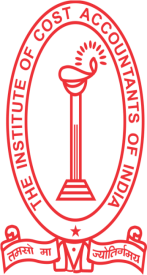 THE INSTITUTE OF COST ACCOUNTANTS OF INDIA
तमसो मा ज्योतिर्गमय